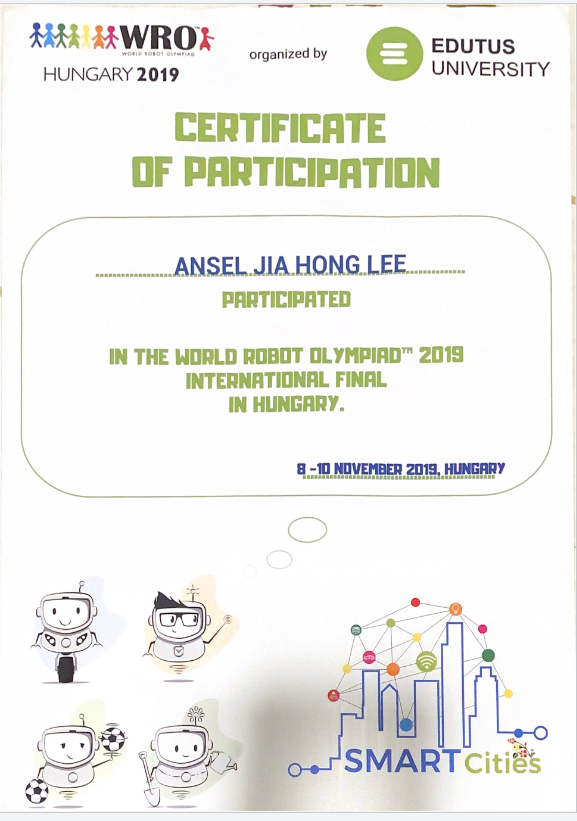 WRO™
WORLD ROBOT OLYMPIAD
HUNGARY 2019
organized by
EDUTUS
UNIVERSITY
CERTIFICATE
OF PARTICIPATION
ANSEL JIA HONG LEE
PARTICIPATED
IN THE WORLD ROBOT OLYMPIAD™ 2019
INTERNATIONAL FINAL
IN HUNGARY.
8 -10 NOVEMBER 2019, HUNGARY
SMART Cities